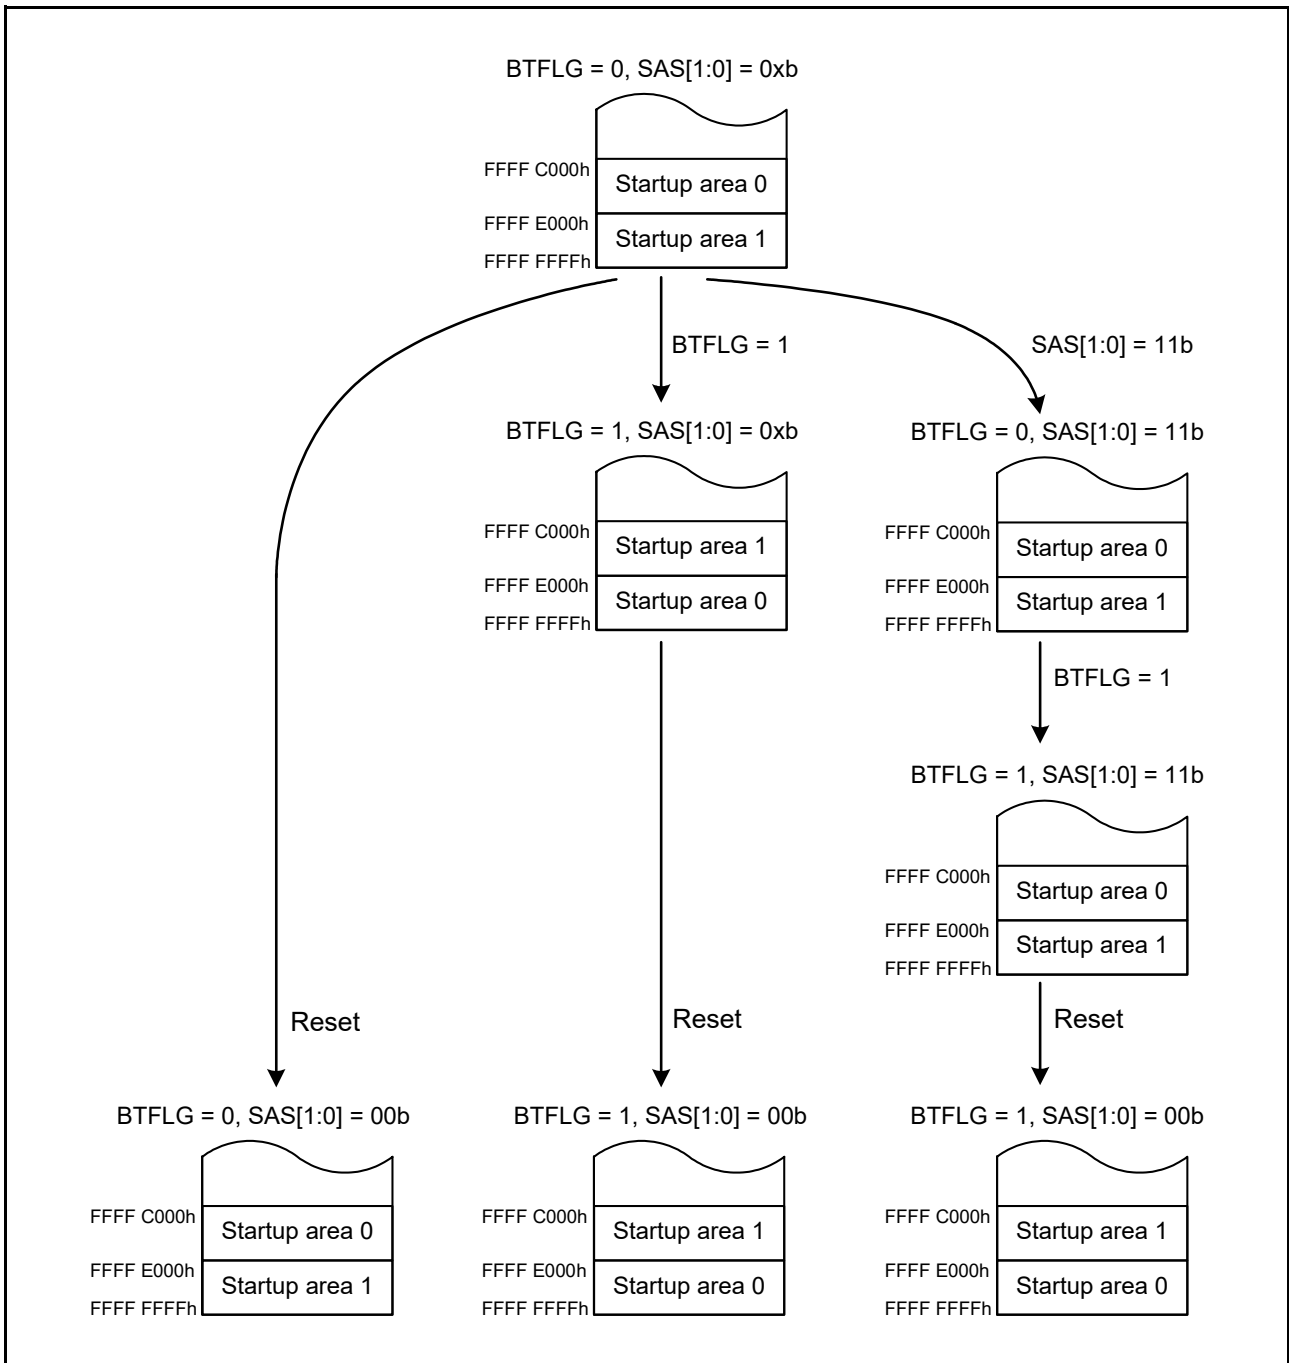 BTFLG = 0, SAS[1:0] = 0xb
FFFF C000h
Startup area 0
FFFF E000h
Startup area 1
FFFF FFFFh
BTFLG = 1
SAS[1:0] = 11b
BTFLG = 1, SAS[1:0] = 0xb
FFFF C000h
Startup area 1
FFFF E000h
Startup area 0
FFFF FFFFh
BTFLG = 0, SAS[1:0] = 11b
FFFF C000h
Startup area 0
FFFF E000h
Startup area 1
FFFF FFFFh
BTFLG = 1
BTFLG = 1, SAS[1:0] = 11b
FFFF C000h
Startup area 0
FFFF E000h
Startup area 1
FFFF FFFFh
Reset
Reset
Reset
BTFLG = 0, SAS[1:0] = 00b
FFFF C000h
Startup area 0
FFFF E000h
Startup area 1
FFFF FFFFh
BTFLG = 1, SAS[1:0] = 00b
FFFF C000h
Startup area 1
FFFF E000h
Startup area 0
FFFF FFFFh
BTFLG = 1, SAS[1:0] = 00b
FFFF C000h
Startup area 1
FFFF E000h
Startup area 0
FFFF FFFFh